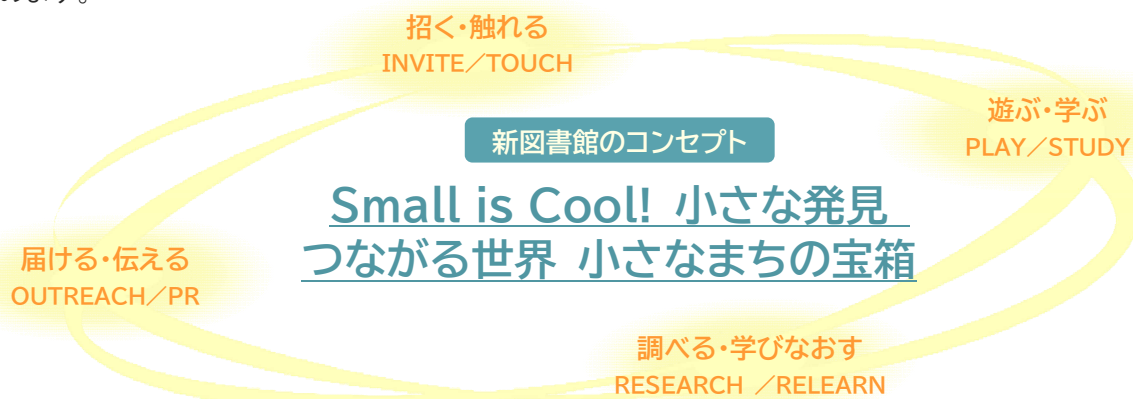 招く・触れる
INVITE／TOUCH
遊ぶ・学ぶ
PLAY／STUDY
新図書館のコンセプト
Small is Cool! 小さな発見
つながる世界 小さなまちの宝箱
届ける・伝える
OUTREACH／PR
調べる・学びなおす
RESEARCH ／RELEARN